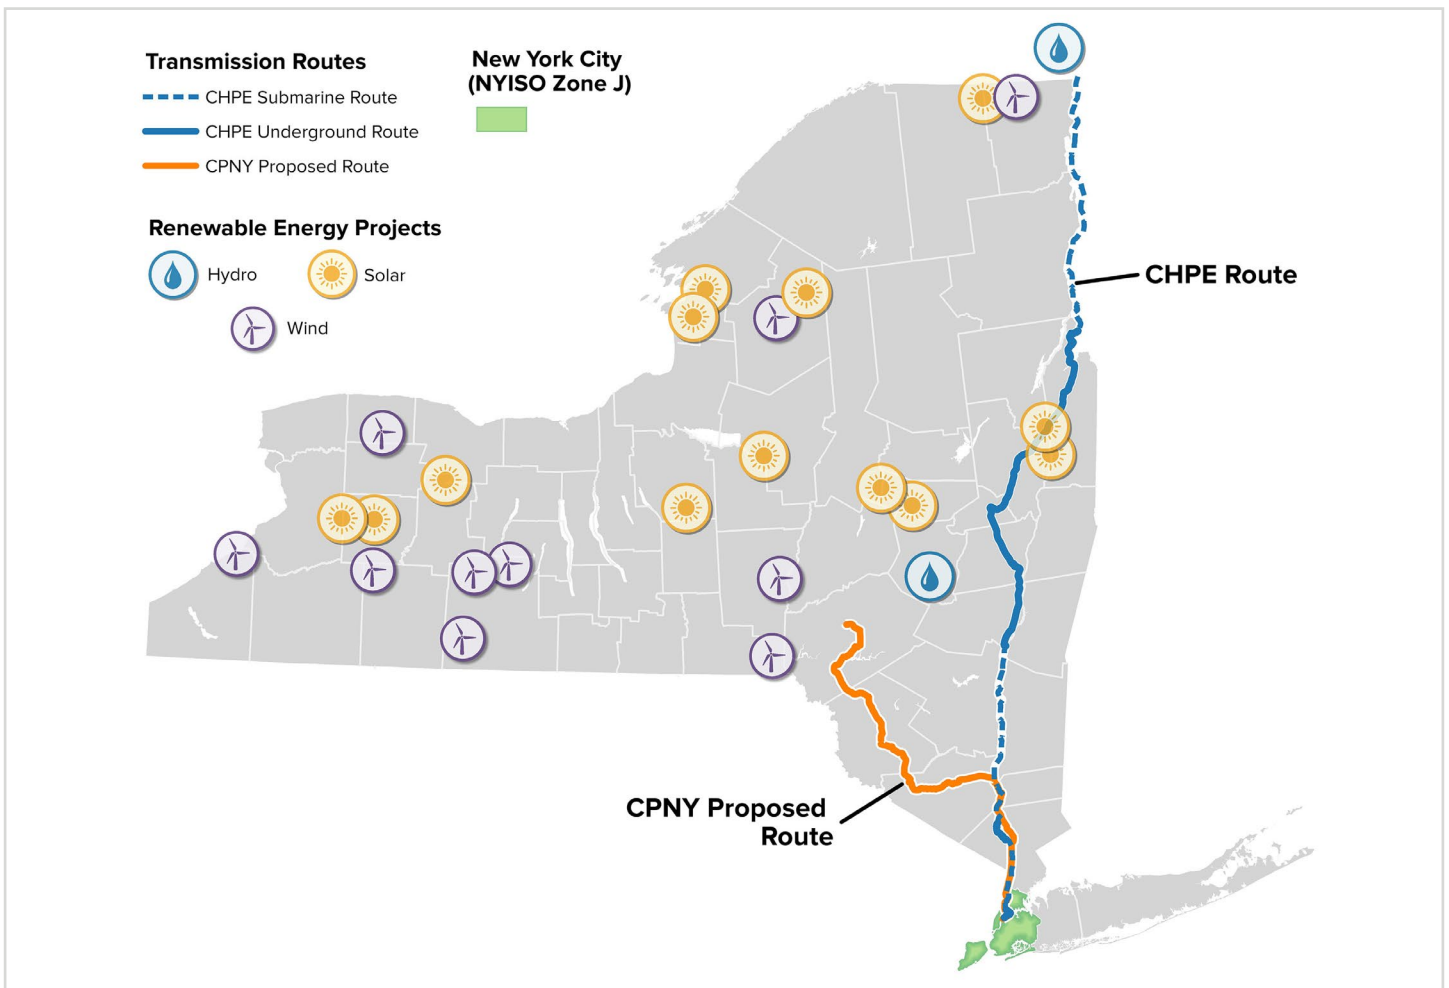 Transmission Routes
CHPE Submarine Route
CHPE Underground Route
CPNY Proposed Route
New York City
(NYISO Zone J)
Renewable Energy Projects
Hydro
Solar
Wind
CHPE Route
CPNY Proposed
Route